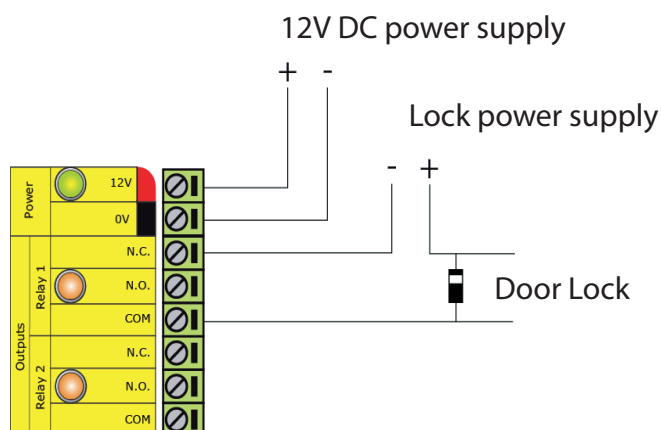 12V DC power supply
+ -
Lock power supply
- +
Power
12V
0V
Outputs
Relay 1
N.C.
N.O.
COM
Door Lock
Relay 2
N.C.
N.O.
COM